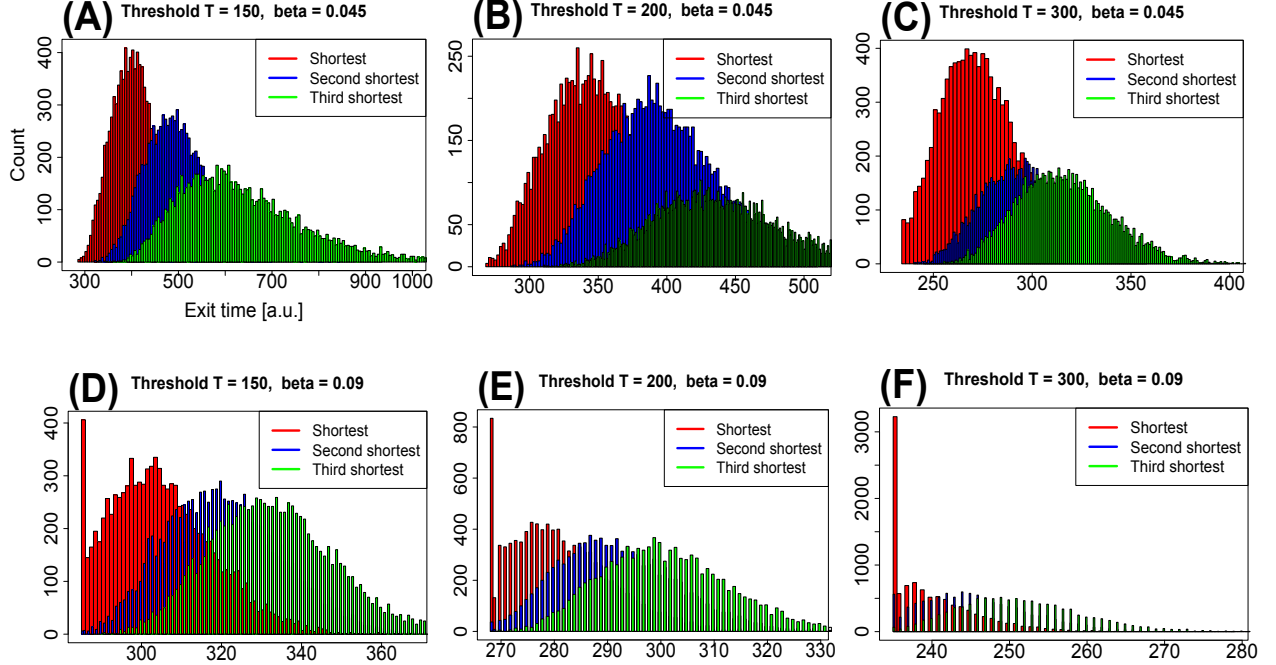 (A) Threshold T = 150, beta = 0.045
Count
400
300
200
100
0
Shortest
Second shortest
Third shortest
300 500 700 900 1000
Exit time [a.u.]
(B) Threshold T = 200, beta = 0.045
250
150
50
0
Shortest
Second shortest
Third shortest
300 350 400 450 500
(C) Threshold T = 300, beta = 0.045
400
300
200
100
0
Shortest
Second shortest
Third shortest
250 300 350 400
(D) Threshold T = 150, beta = 0.09
400
300
200
100
0
Shortest
Second shortest
Third shortest
300 320 340 360
(E) Threshold T = 200, beta = 0.09
800
600
400
200
0
Shortest
Second shortest
Third shortest
270 280 290 300 310 320 330
(F) Threshold T = 300, beta = 0.09
3000
2000
1000
500
0
Shortest
Second shortest
Third shortest
240 250 260 270 280